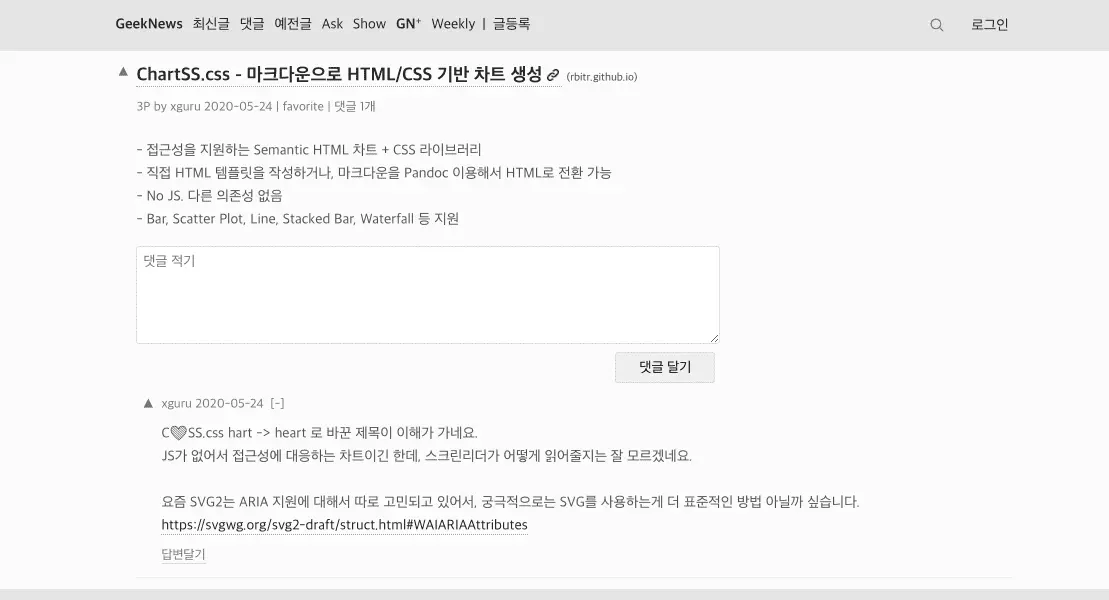 GeekNews 최신글 댓글 예전글 Ask Show GN⁺ Weekly | 글등록 로그인
▲ ChartSS.css - 마크다운으로 HTML/CSS 기반 차트 생성 (rbitr.github.io)
3P by xguru 2020-05-24 | favorite | 댓글 1개
- 접근성을 지원하는 Semantic HTML 차트 + CSS 라이브러리
- 직접 HTML 템플릿을 작성하거나, 마크다운을 Pandoc 이용해서 HTML로 전환 가능
- No JS. 다른 의존성 없음
- Bar, Scatter Plot, Line, Stacked Bar, Waterfall 등 지원
댓글 적기
댓글 달기
▲ xguru 2020-05-24 [-]
C💗SS.css hart -> heart 로 바꾼 제목이 이해가 가네요.
JS가 없어서 접근성에 대응하는 차트이긴 한데, 스크린리더가 어떻게 읽어줄지는 잘 모르겠네요.
요즘 SVG2는 ARIA 지원에 대해서 따로 고민되고 있어서, 궁극적으로는 SVG를 사용하는게 더 표준적인 방법 아닐까 싶습니다.
https://svgwg.org/svg2-draft/struct.html#WAIARIAAttributes
답변달기